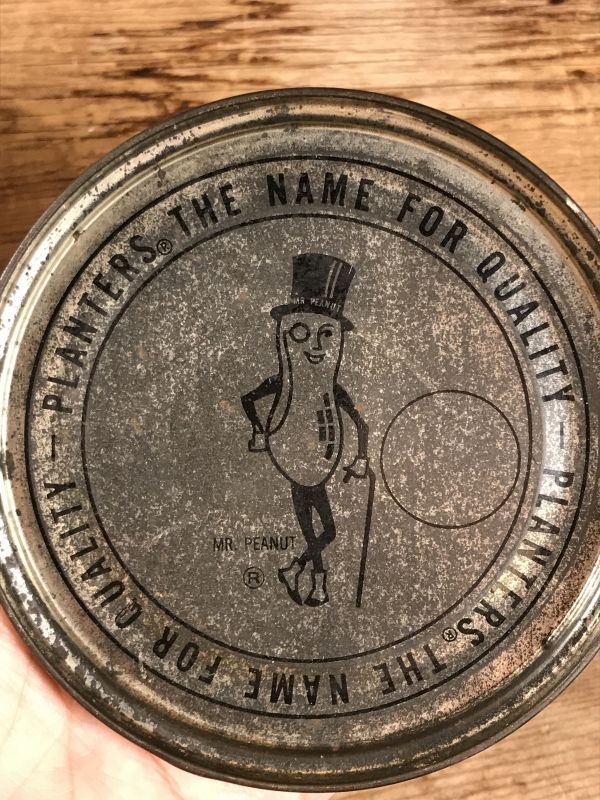 PLANTERS® THE NAME FOR QUALITY — PLANTERS® THE NAME FOR QUALITY —
MR. PEANUT
MR. PEANUT
®